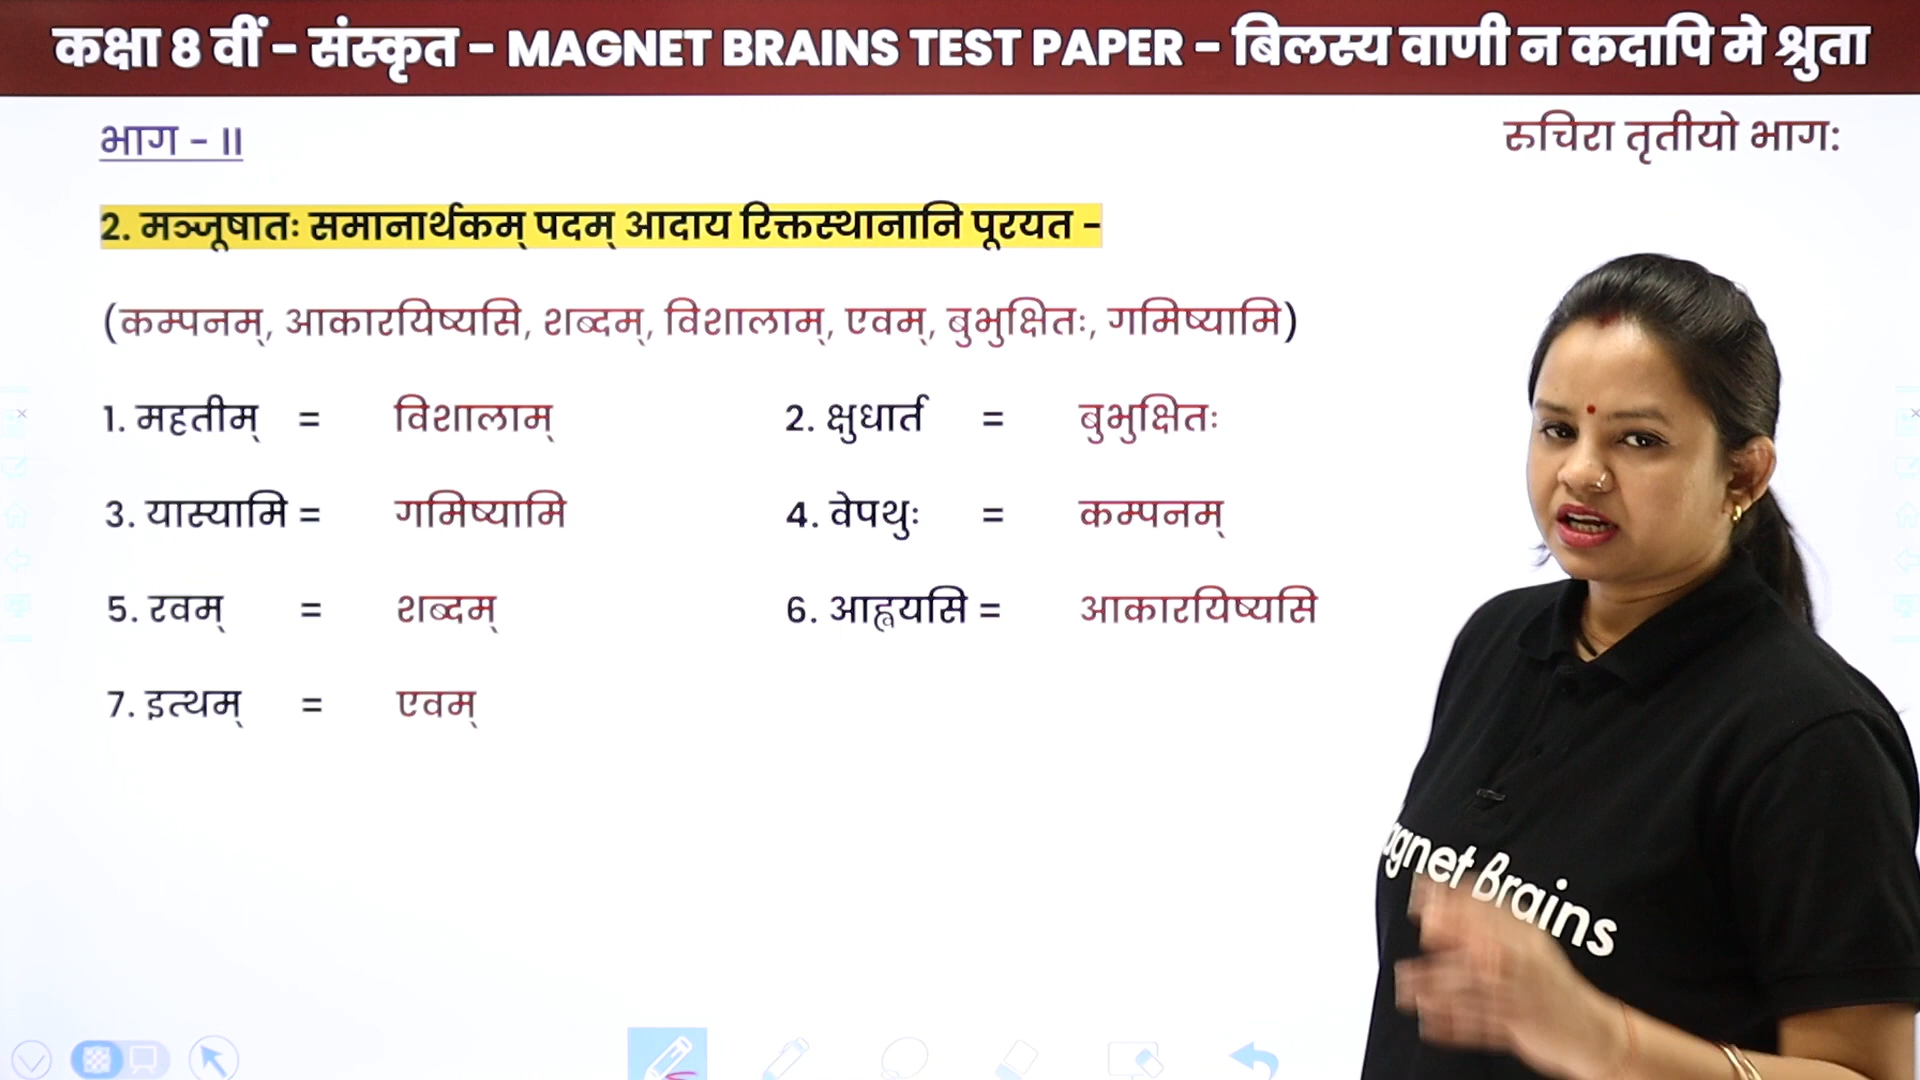 कक्षा 8 वीं - संस्कृत - MAGNET BRAINS TEST PAPER - बिलस्य वाणी न कदापि मे श्रुता
भाग - II
रुचिरा तृतीयो भाग:
2. मञ्जूषातः समानार्थकम् पदम् आदाय रिक्तस्थानानि पूरयत -
(कम्पनम्, आकारयिष्यसि, शब्दम्, विशालाम्, एवम्, बुभुक्षितः, गमिष्यामि)
1. महतीम् = विशालाम् 2. क्षुधार्त = बुभुक्षितः
3. यास्यामि = गमिष्यामि 4. वेपथुः = कम्पनम्
5. रवम् = शब्दम् 6. आह्वयसि = आकारयिष्यसि
7. इत्थम् = एवम्
agnet Brains